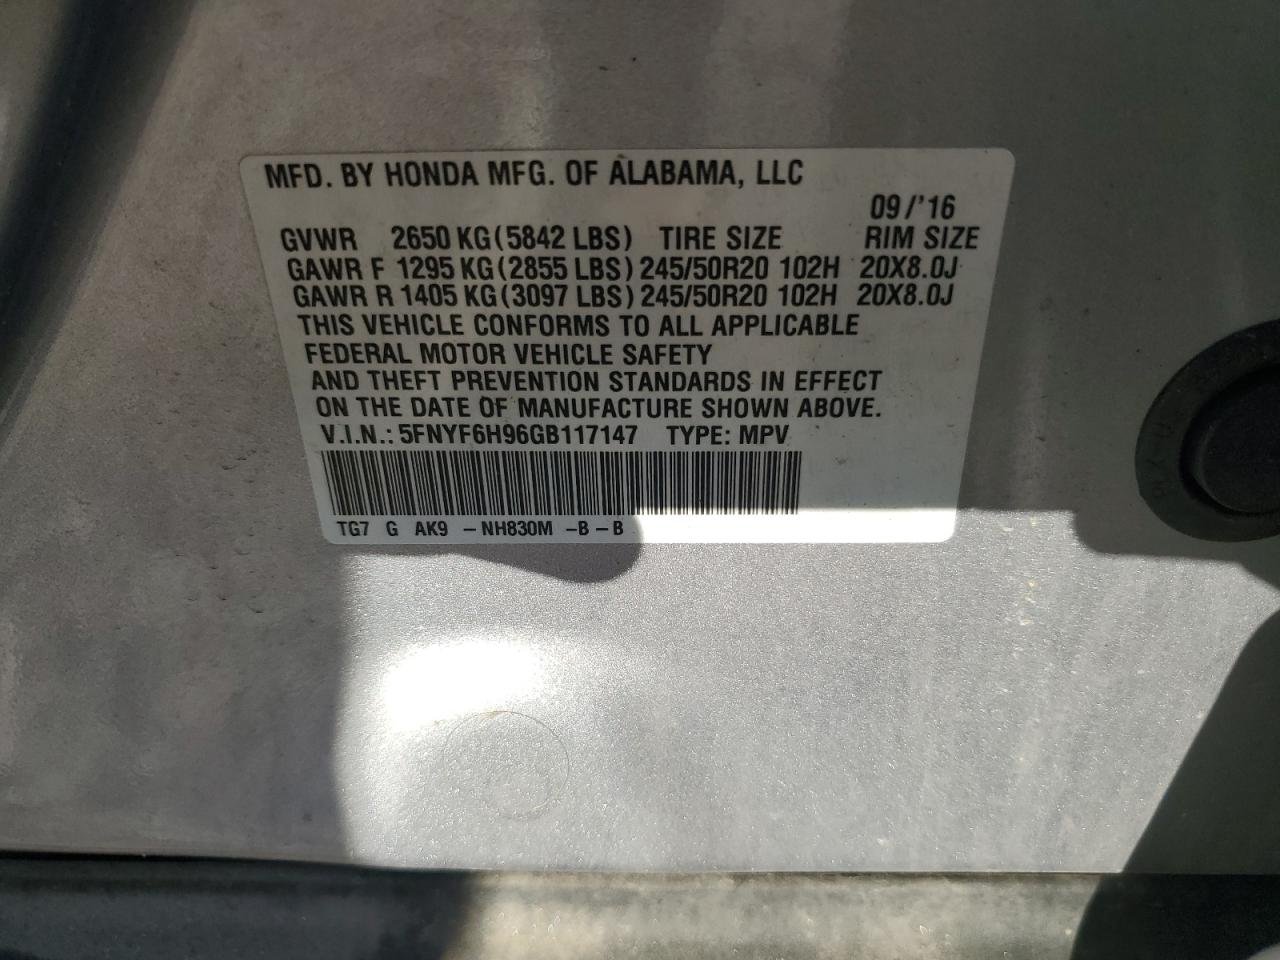 MFD. BY HONDA MFG. OF ALABAMA, LLC
09/'16
GVWR 2650 KG(5842 LBS) TIRE SIZE RIM SIZE
GAWR F 1295 KG(2855 LBS) 245/50R20 102H 20X8.0J
GAWR R 1405 KG(3097 LBS) 245/50R20 102H 20X8.0J
THIS VEHICLE CONFORMS TO ALL APPLICABLE
FEDERAL MOTOR VEHICLE SAFETY
AND THEFT PREVENTION STANDARDS IN EFFECT
ON THE DATE OF MANUFACTURE SHOWN ABOVE.
V.I.N.: 5FNYF6H96GB117147 TYPE: MPV
TG7 G AK9 -NH830M -B-B